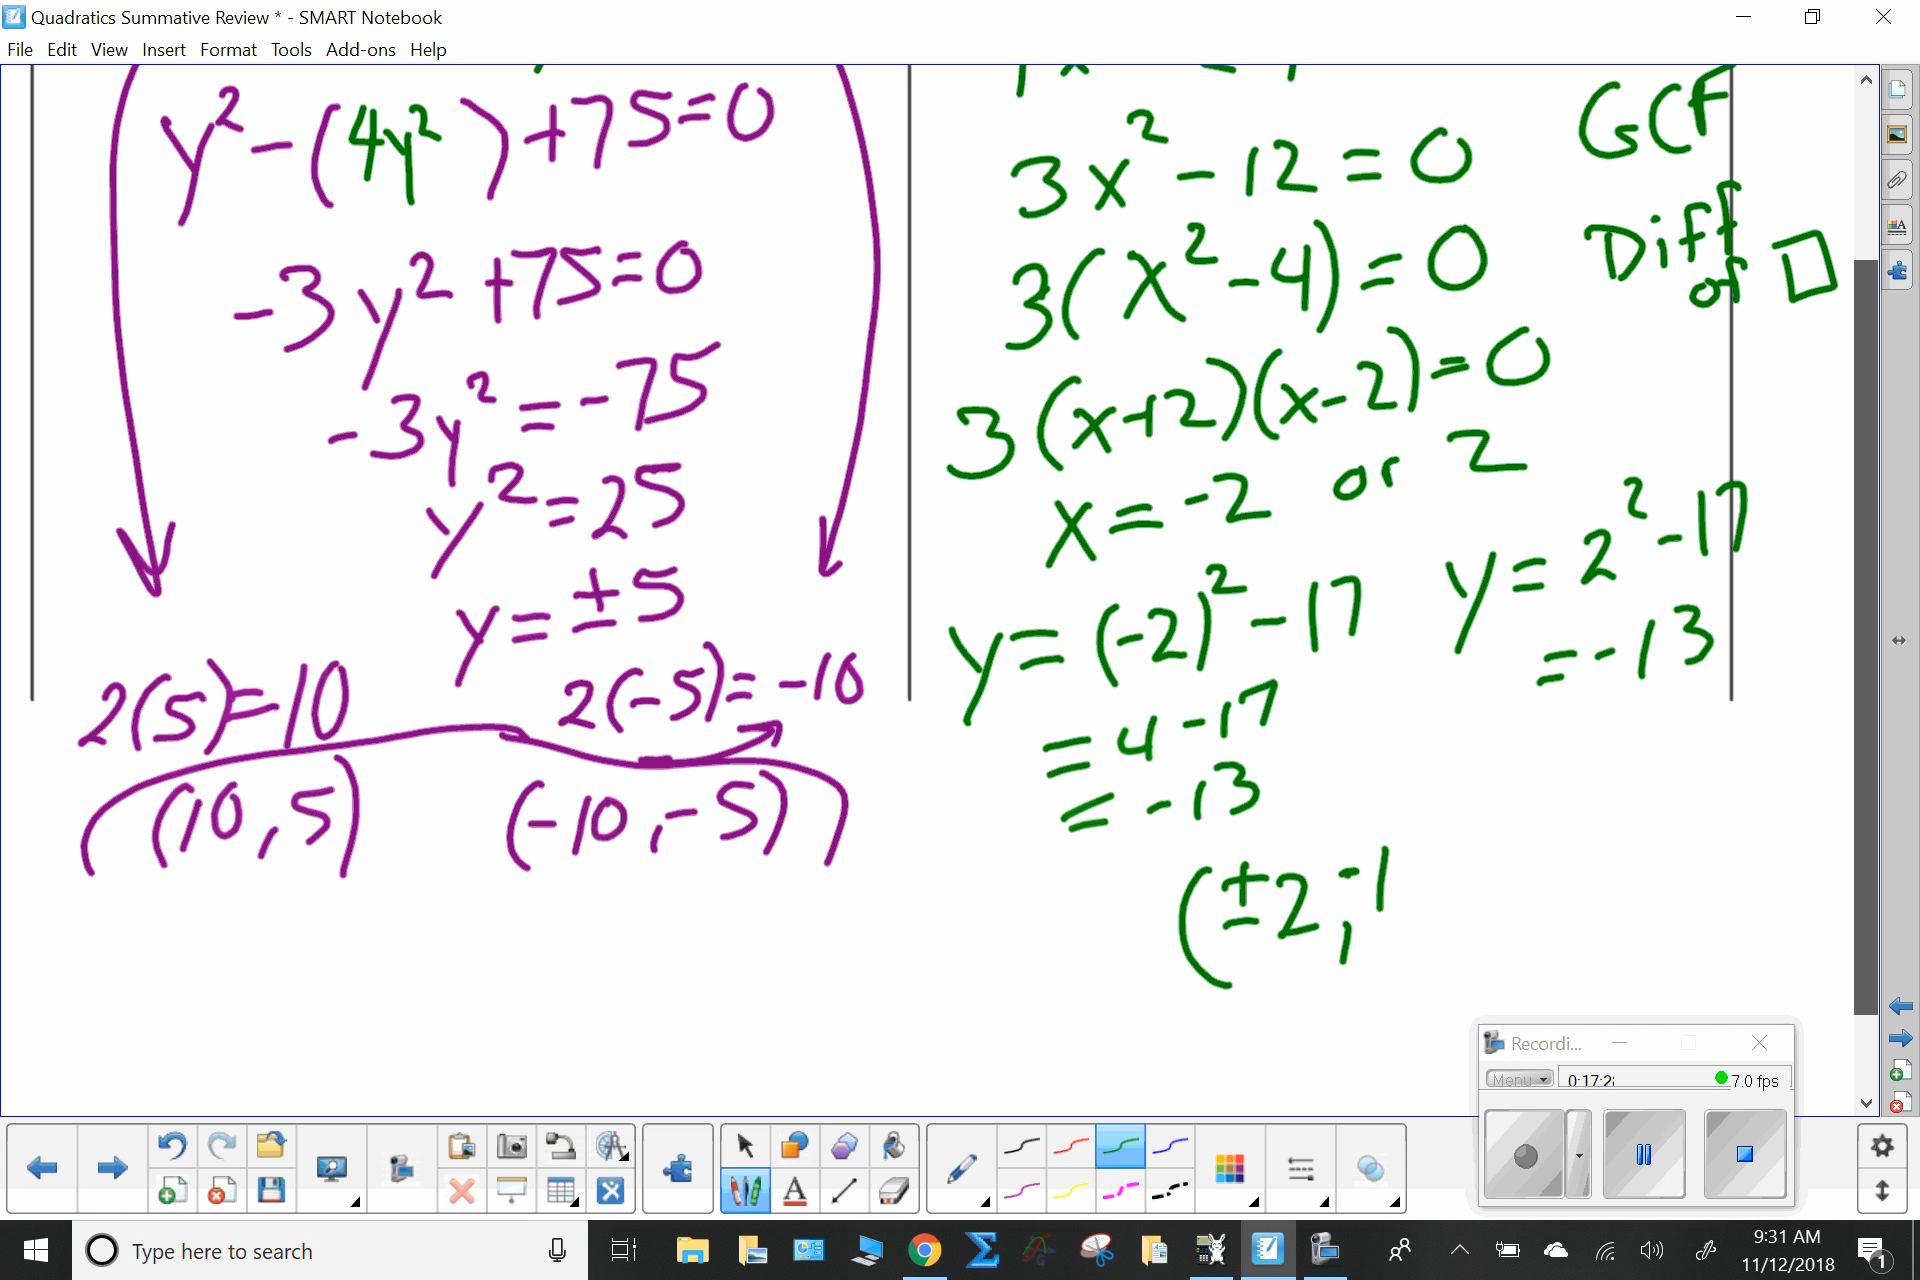 Quadratics Summative Review * - SMART Notebook
File Edit View Insert Format Tools Add-ons Help
y² - (4y²) + 75 = 0
-3y² + 75 = 0
-3y² = -75
y² = 25
y = ±5
2(5) = 10
2(-5) = -10
(10, 5)
(-10, -5)
3x² - 12 = 0
GCF
3(x² - 4) = 0
Diff
of □
3(x+2)(x-2) = 0
x = -2 or 2
y = (-2)² - 17
= 4 - 17
= -13
y = 2² - 17
= -13
(±2, -1
Recordi...
Menu
0:17:28
7.0 fps
Type here to search
9:31 AM
11/12/2018
1